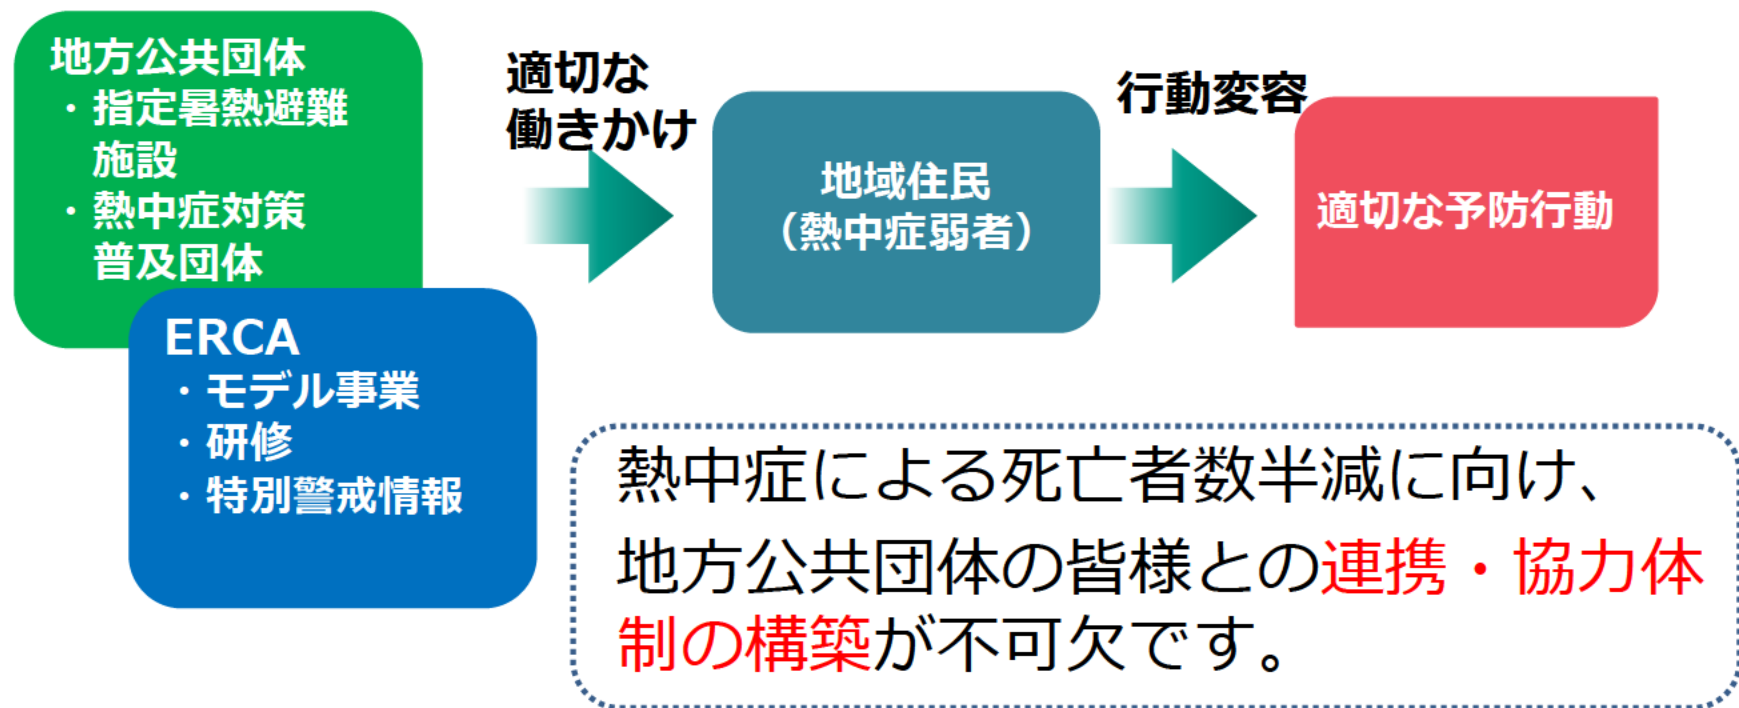 地方公共団体
・指定暑熱避難
施設
・熱中症対策
普及団体
ERCA
・モデル事業
・研修
・特別警戒情報
適切な
働きかけ
地域住民
（熱中症弱者）
行動変容
適切な予防行動
熱中症による死亡者数半減に向け、
地方公共団体の皆様との連携・協力体
制の構築が不可欠です。